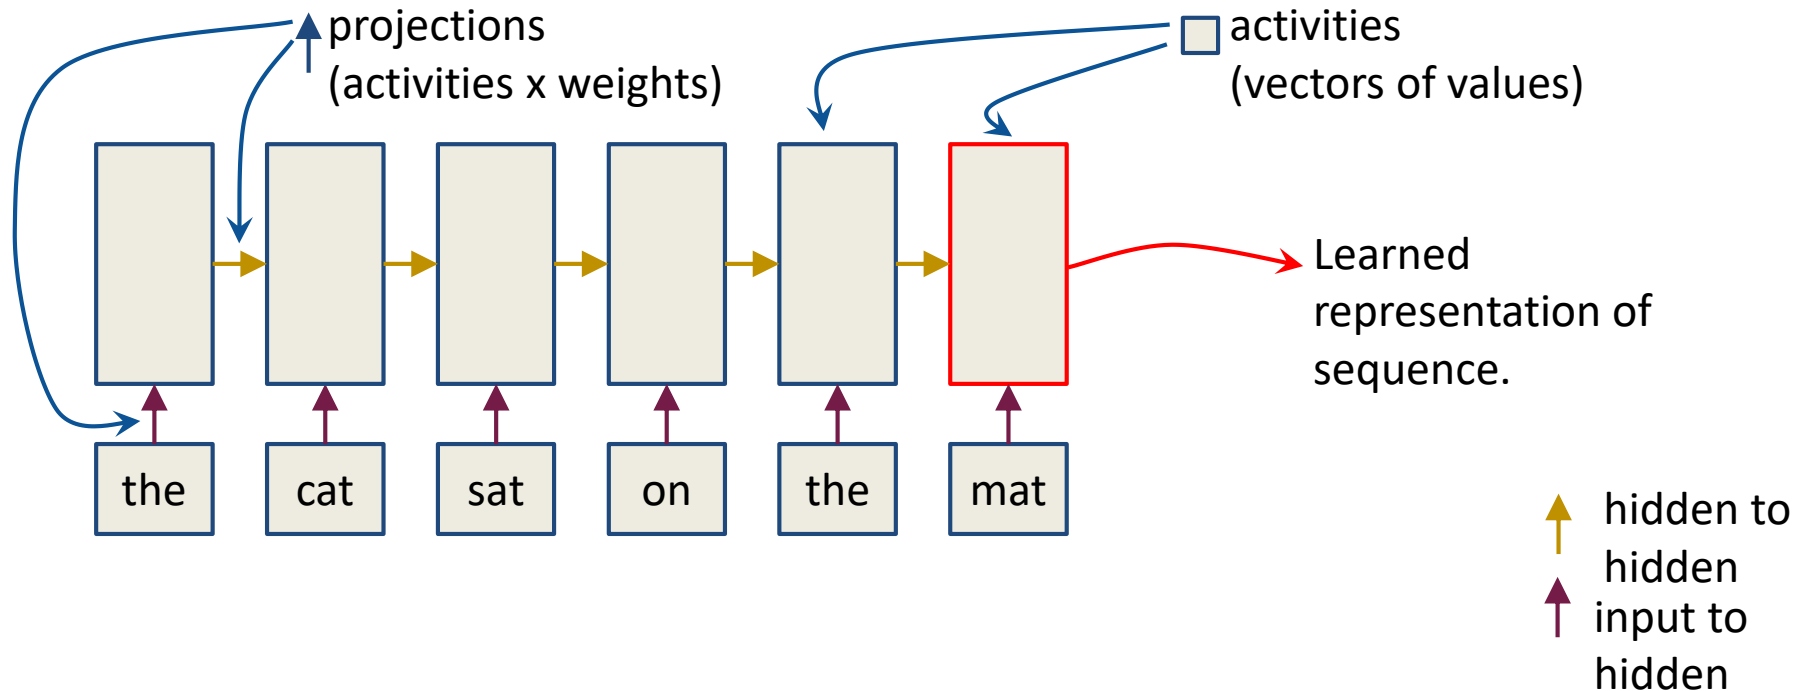 projections
(activities x weights)
activities
(vectors of values)
Learned
representation of
sequence.
the
cat
sat
on
the
mat
hidden to
hidden
input to
hidden